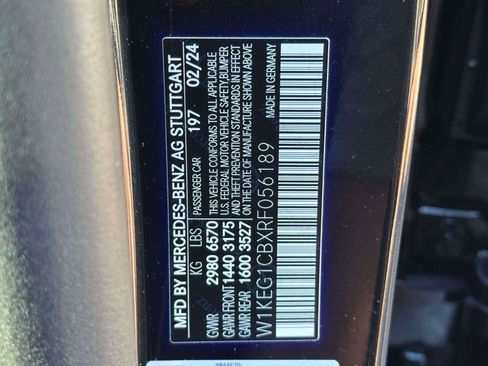 MFD BY MERCEDES-BENZ AG STUTTGART
PASSENGER CAR 197 02/24
KG LBS
GVWR 2980 6570
GAWR FRONT 1440 3175
GAWR REAR 1600 3527
THIS VEHICLE CONFORMS TO ALL APPLICABLE
U.S. FEDERAL MOTOR VEHICLE SAFETY/BUMPER
AND THEFT PREVENTION STANDARDS IN EFFECT
ON THE DATE OF MANUFACTURE SHOWN ABOVE
W1KEG1CBXRF056189
MADE IN GERMANY